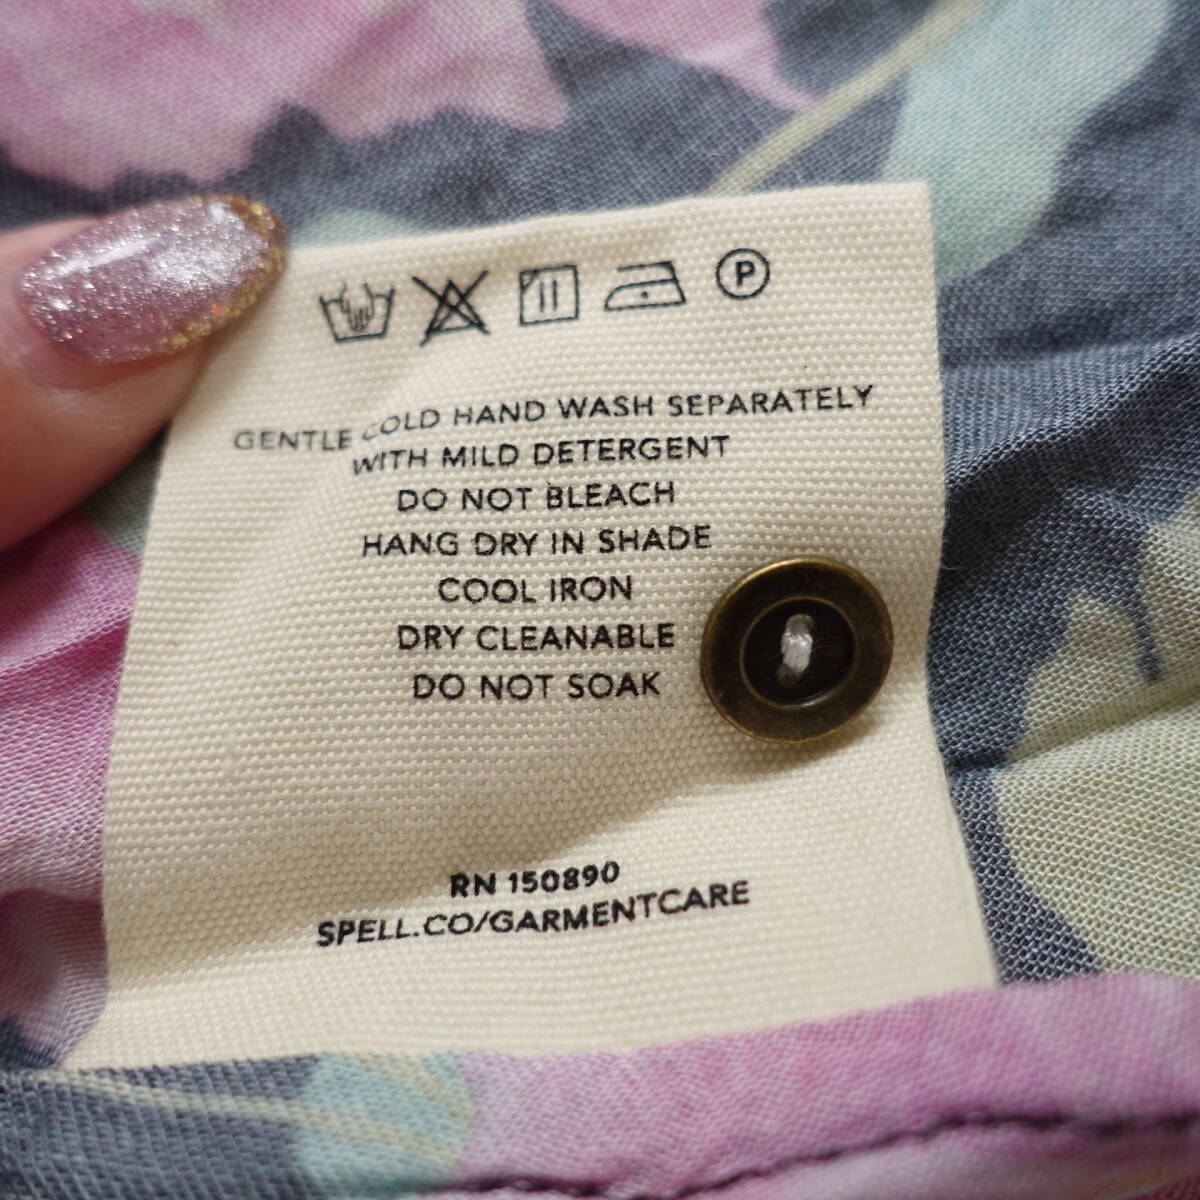 P
GENTLE COLD HAND WASH SEPARATELY
WITH MILD DETERGENT
DO NOT BLEACH
HANG DRY IN SHADE
COOL IRON
DRY CLEANABLE
DO NOT SOAK
RN 150890
SPELL.CO/GARMENTCARE